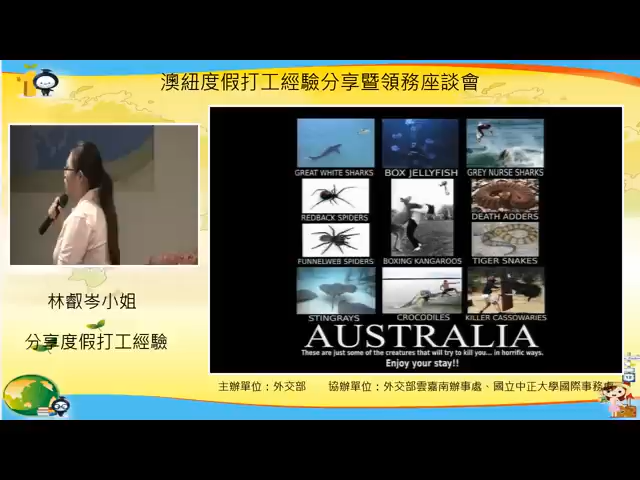 澳紐度假打工經驗分享暨領務座談會
GREAT WHITE SHARKS
BOX JELLYFISH
GREY NURSE SHARKS
REDBACK SPIDERS
DEATH ADDERS
FUNNELWEB SPIDERS
BOXING KANGAROOS
TIGER SNAKES
STINGRAYS
CROCODILES
KILLER CASSOWARIES
AUSTRALIA
These are just some of the creatures that will try to kill you... in horrific ways.
Enjoy your stay!!
林叡岑小姐
分享度假打工經驗
主辦單位：外交部
協辦單位：外交部雲嘉南辦事處、國立中正大學國際事務處